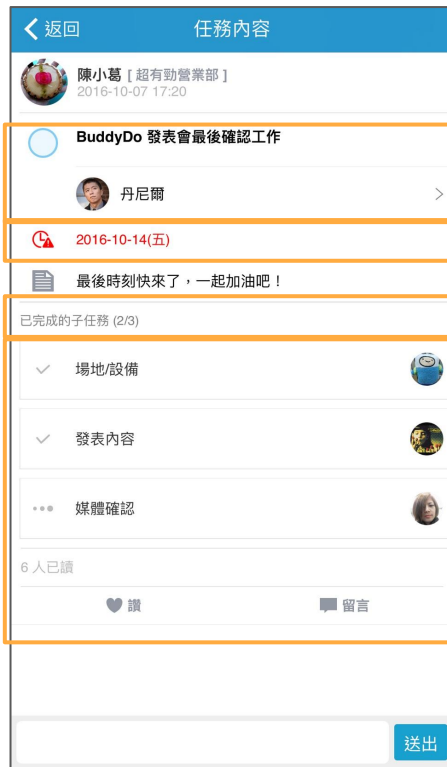 返回
任務內容
陳小葛 [ 超有勁營業部 ]
2016-10-07 17:20
BuddyDo 發表會最後確認工作
丹尼爾
2016-10-14(五)
最後時刻快來了，一起加油吧！
已完成的子任務 (2/3)
場地/設備
發表內容
媒體確認
6 人已讀
讚
留言
送出